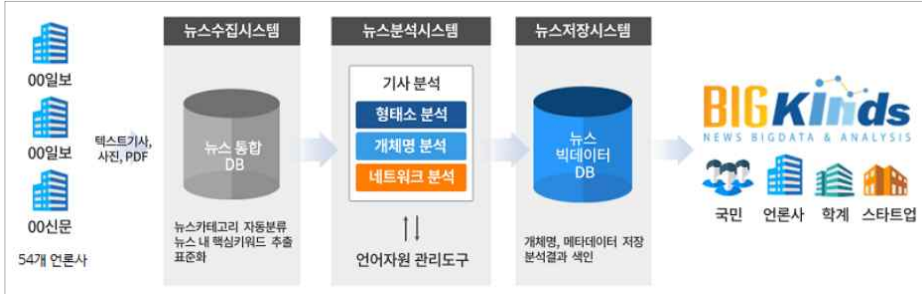 00일보
00일보
00신문
54개 언론사
텍스트기사,
사진, PDF
뉴스수집시스템
뉴스 통합
DB
뉴스카테고리 자동분류
뉴스 내 핵심키워드 추출
표준화
뉴스분석시스템
기사 분석
형태소 분석
개체명 분석
네트워크 분석
언어자원 관리도구
뉴스저장시스템
뉴스
빅데이터
DB
개체명, 메타데이터 저장
분석결과 색인
BIGKinds
NEWS BIGDATA & ANALYSIS
국민
언론사
학계
스타트업